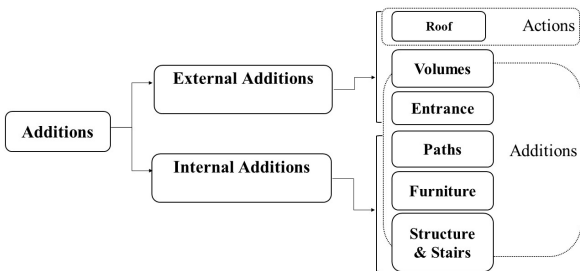 Roof
Actions
External Additions
Volumes
Entrance
Additions
Internal Additions
Paths
Additions
Furniture
Structure
& Stairs